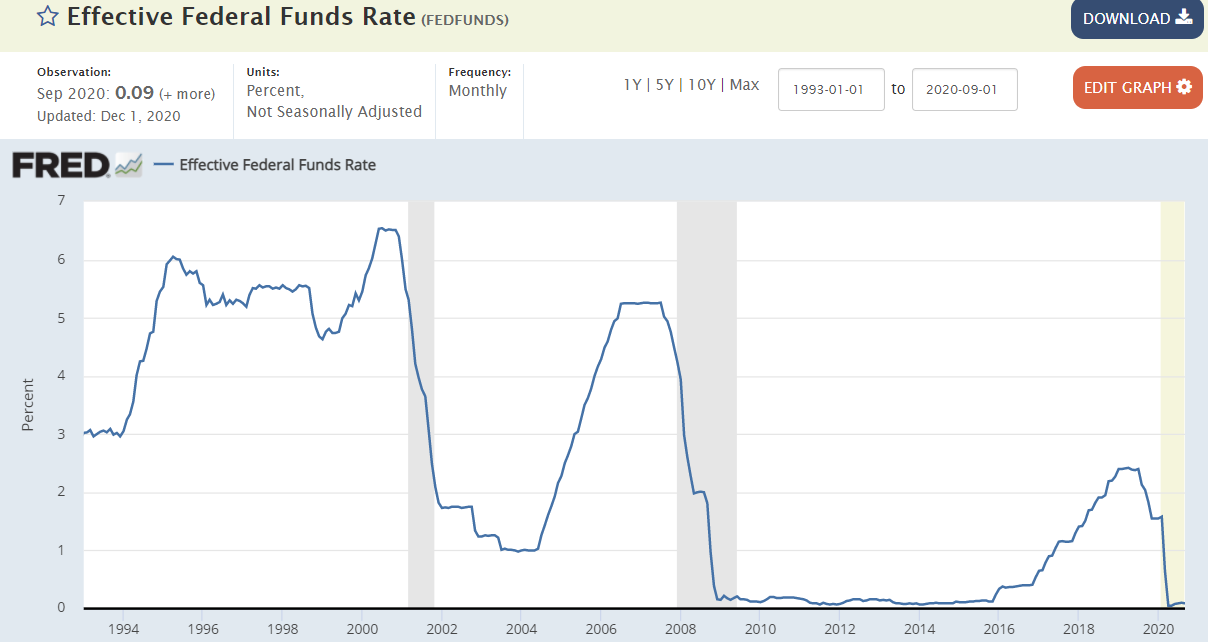 Effective Federal Funds Rate (FEDFUNDS)
DOWNLOAD
Observation:
Sep 2020: 0.09 (+ more)
Updated: Dec 1, 2020
Units:
Percent,
Not Seasonally Adjusted
Frequency:
Monthly
1Y | 5Y | 10Y | Max
1993-01-01 to 2020-09-01
EDIT GRAPH
FRED Effective Federal Funds Rate
Percent
7
6
5
4
3
2
1
0
1994 1996 1998 2000 2002 2004 2006 2008 2010 2012 2014 2016 2018 2020